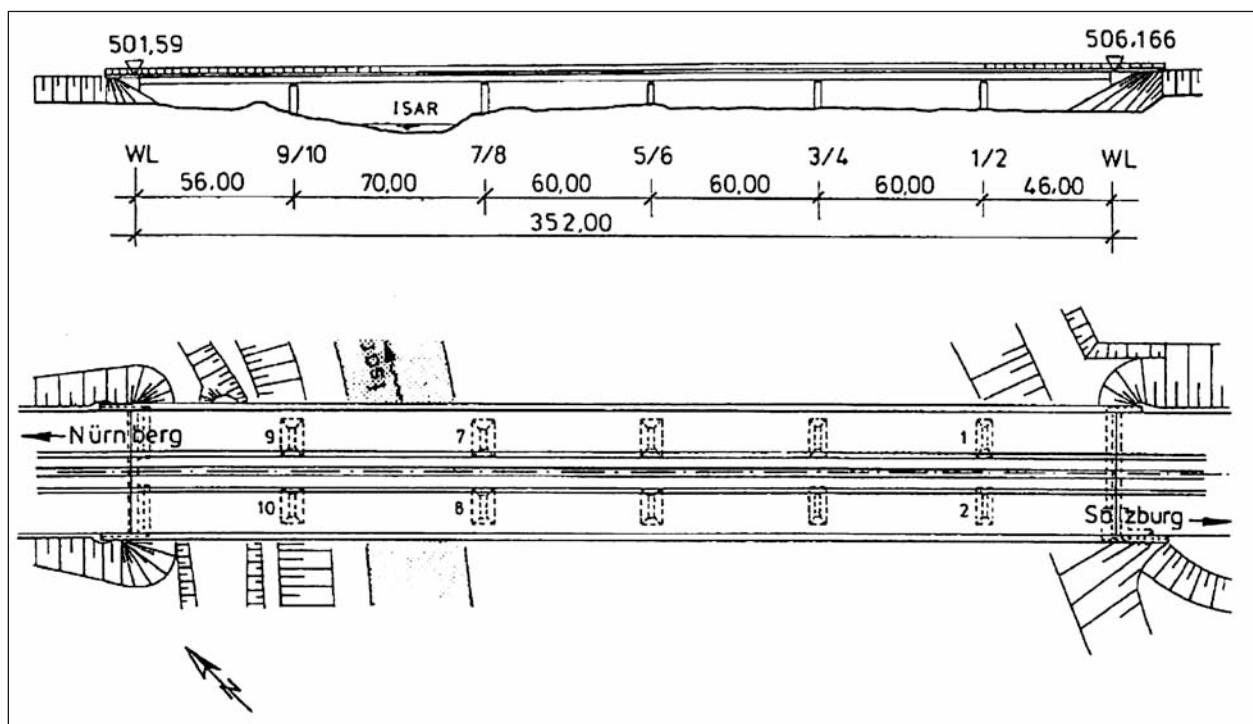 501,59
506,166
ISAR
WL 9/10 7/8 5/6 3/4 1/2 WL
56,00 70,00 60,00 60,00 60,00 46,00
352,00
Isar
Nürnberg 9 7 1
10 8 2 Salzburg
N